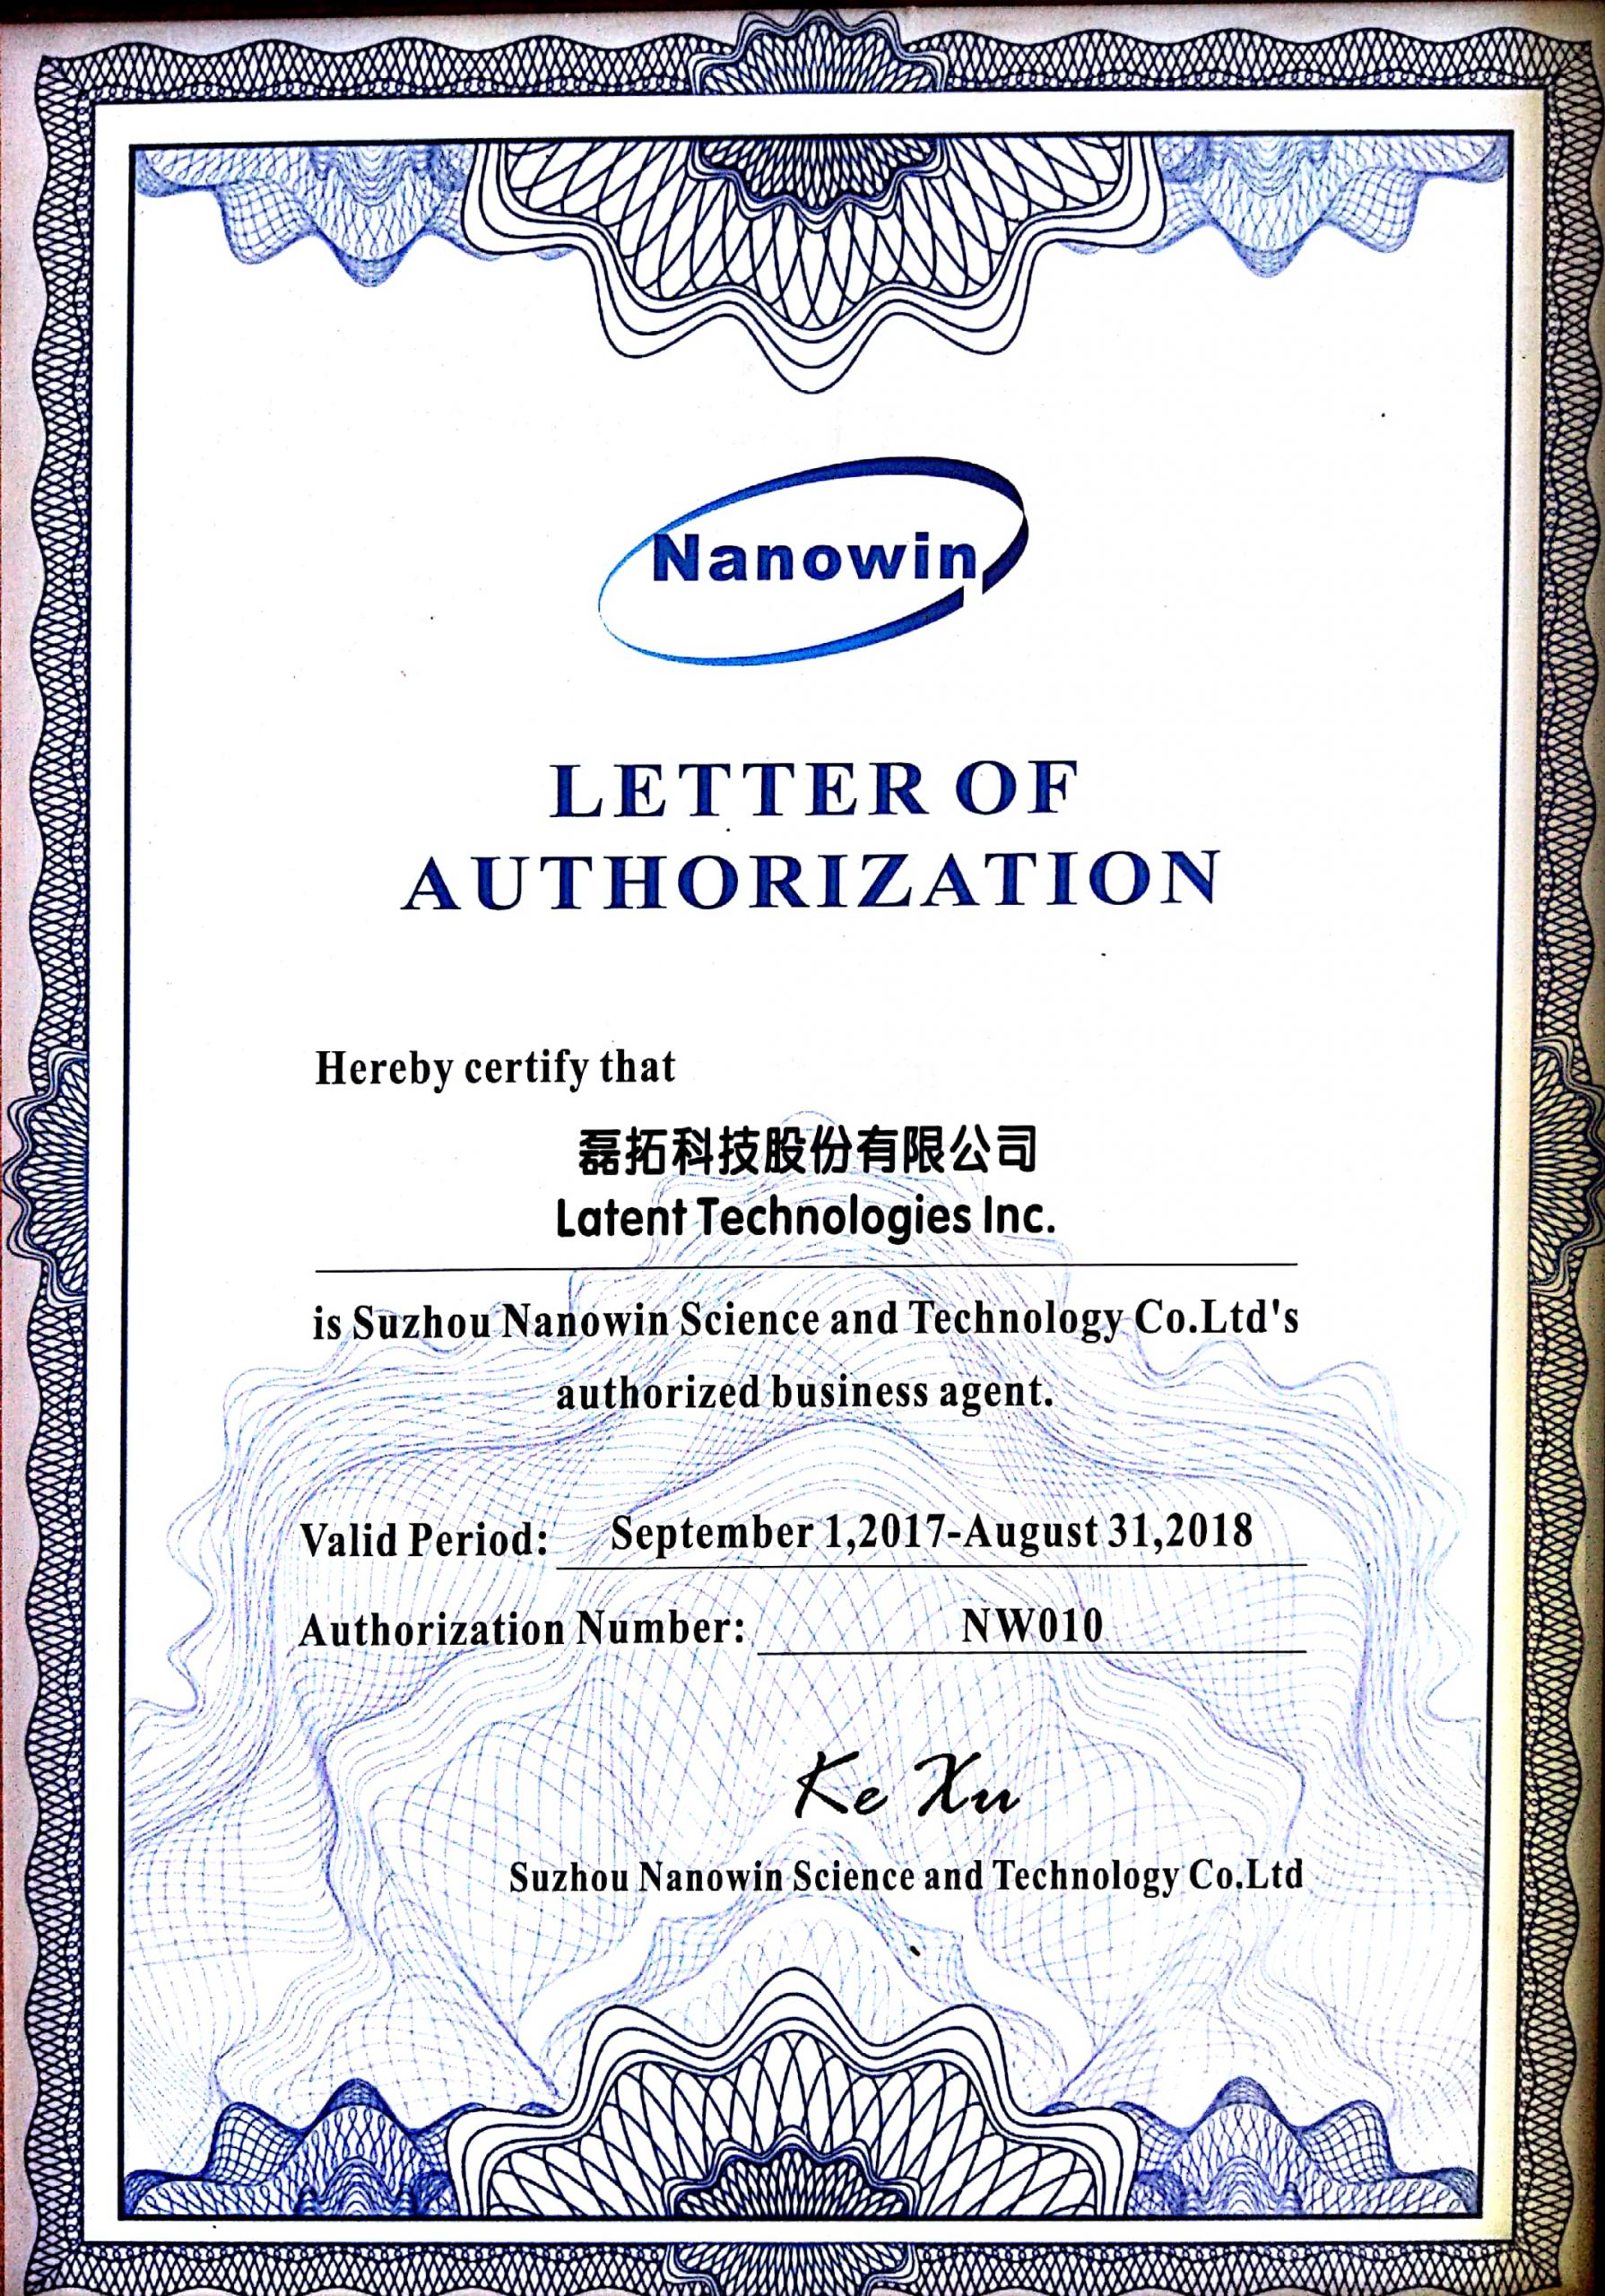 Nanowin
LETTER OF
AUTHORIZATION
Hereby certify that
磊拓科技股份有限公司
Latent Technologies Inc.
is Suzhou Nanowin Science and Technology Co.Ltd's
authorized business agent.
Valid Period: September 1,2017-August 31,2018
Authorization Number: NW010
Ke Xu
Suzhou Nanowin Science and Technology Co.Ltd